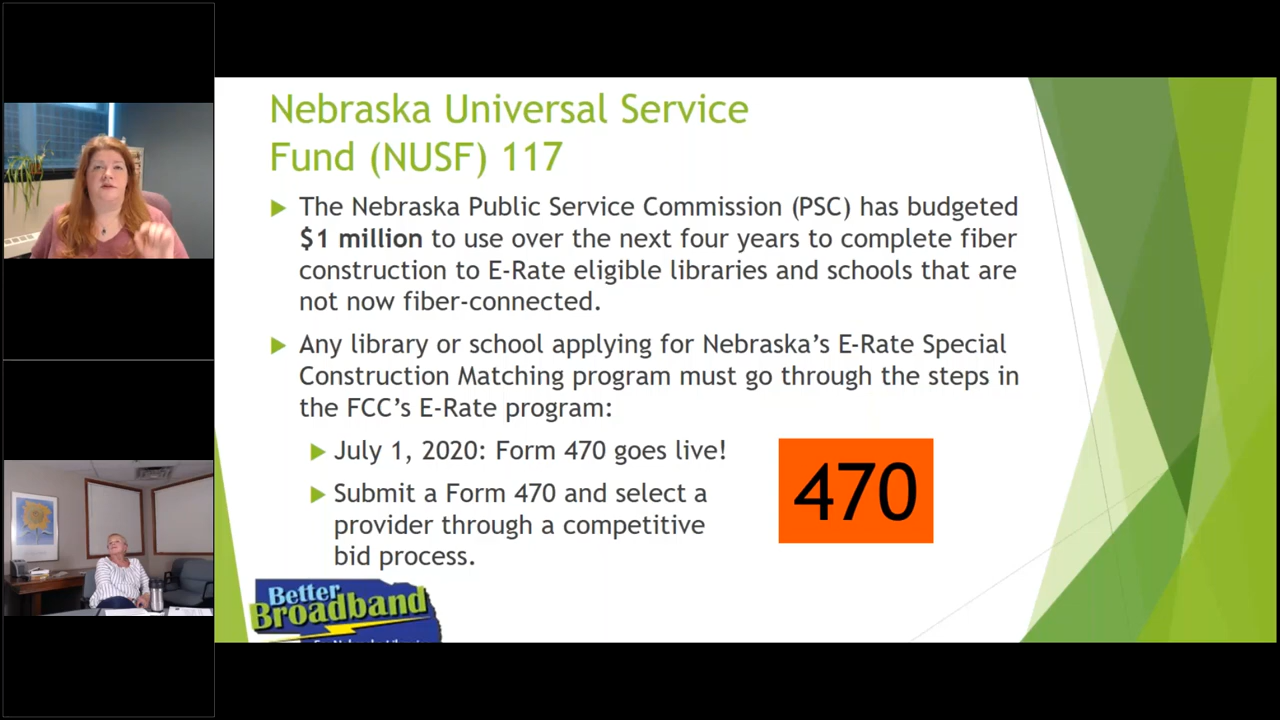 Nebraska Universal Service
Fund (NUSF) 117
The Nebraska Public Service Commission (PSC) has budgeted
$1 million to use over the next four years to complete fiber
construction to E-Rate eligible libraries and schools that are
not now fiber-connected.
Any library or school applying for Nebraska's E-Rate Special
Construction Matching program must go through the steps in
the FCC's E-Rate program:
July 1, 2020: Form 470 goes live!
Submit a Form 470 and select a
provider through a competitive
bid process.
470
Better
Broadband